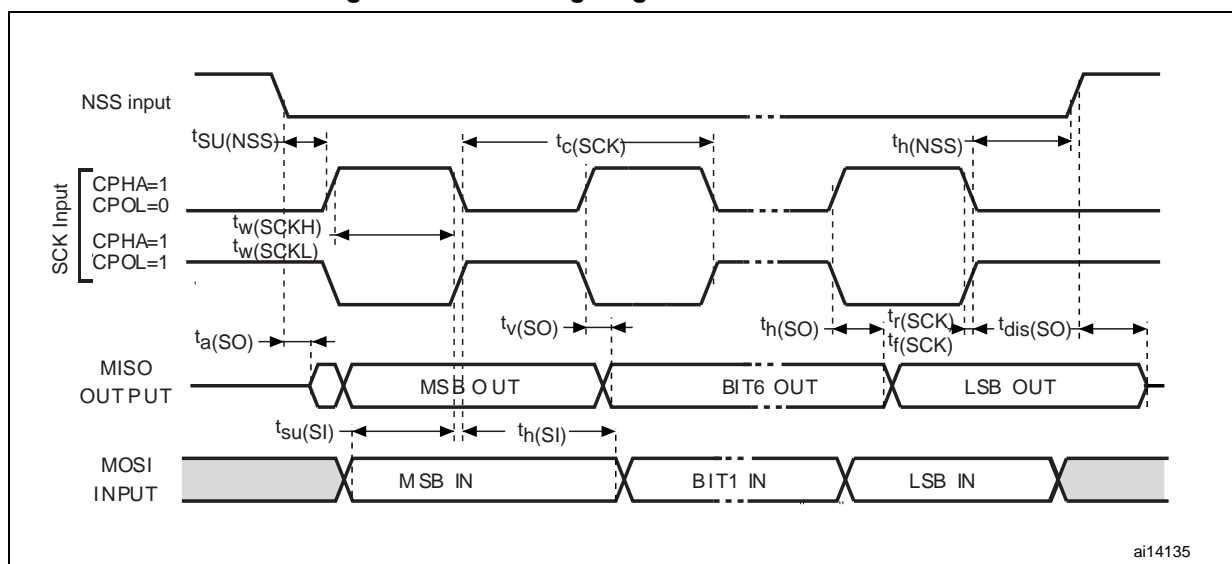 NSS input
tSU(NSS)
tc(SCK)
th(NSS)
SCK Input
CPHA=1
CPOL=0
tw(SCKH)
CPHA=1
tw(SCKL)
CPOL=1
ta(SO)
tv(SO)
th(SO)
tr(SCK)
tf(SCK)
tdis(SO)
MISO
OUTPUT
MSB OUT
BIT6 OUT
LSB OUT
tsu(SI)
th(SI)
MOSI
INPUT
MSB IN
BIT1 IN
LSB IN
ai14135